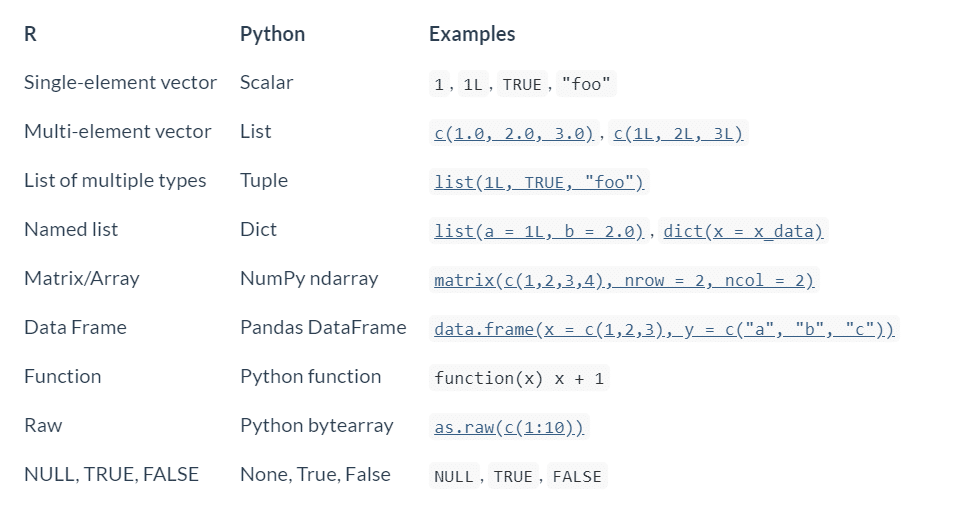 R Python Examples
Single-element vector Scalar 1 , 1L , TRUE , "foo"
Multi-element vector List c(1.0, 2.0, 3.0) , c(1L, 2L, 3L)
List of multiple types Tuple list(1L, TRUE, "foo")
Named list Dict list(a = 1L, b = 2.0) , dict(x = x_data)
Matrix/Array NumPy ndarray matrix(c(1,2,3,4), nrow = 2, ncol = 2)
Data Frame Pandas DataFrame data.frame(x = c(1,2,3), y = c("a", "b", "c"))
Function Python function function(x) x + 1
Raw Python bytearray as.raw(c(1:10))
NULL, TRUE, FALSE None, True, False NULL , TRUE , FALSE